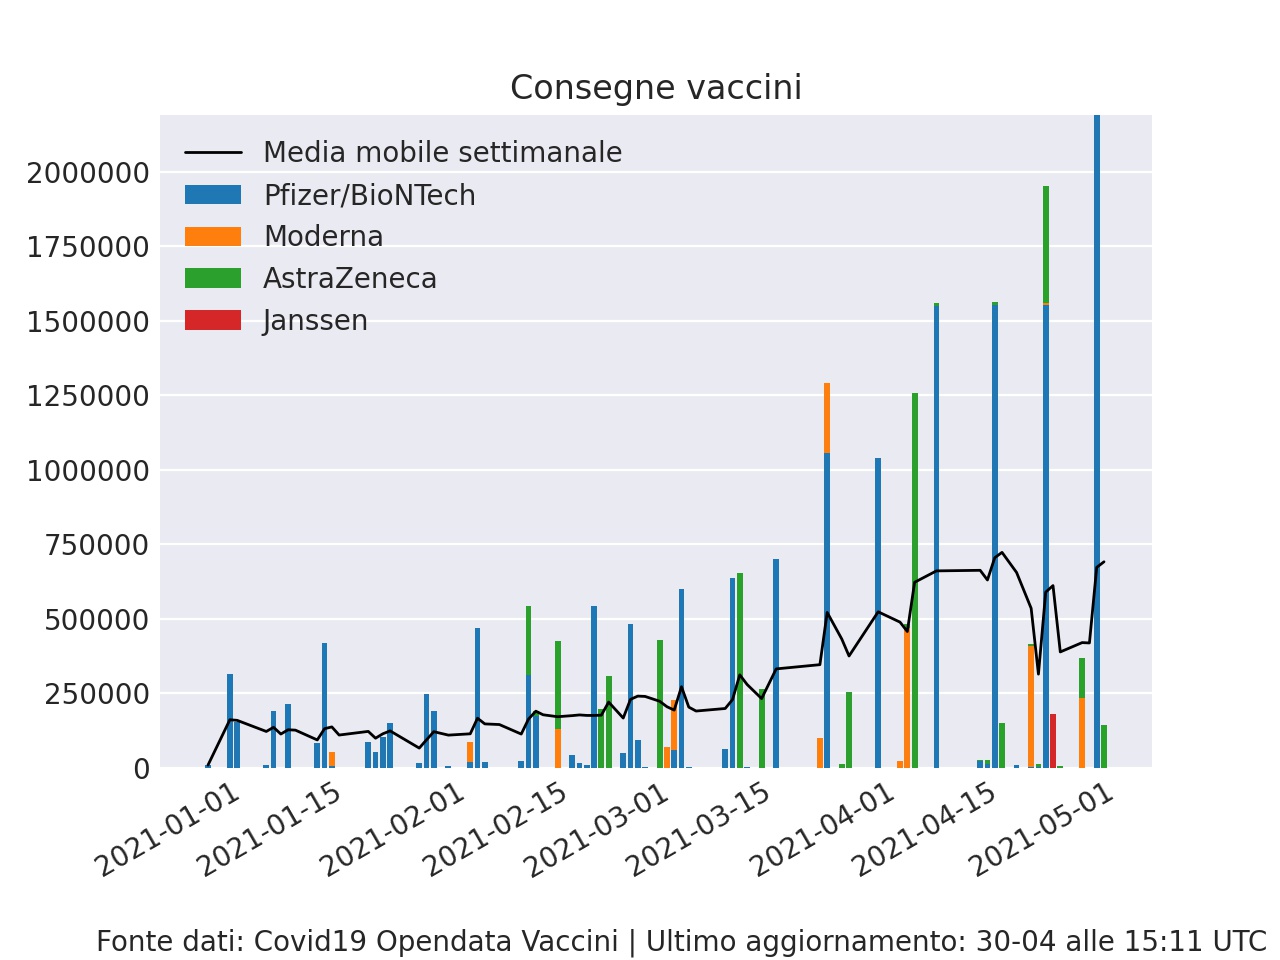 Consegne vaccini
Media mobile settimanale
Pfizer/BioNTech
Moderna
AstraZeneca
Janssen
2000000
1750000
1500000
1250000
1000000
750000
500000
250000
0
2021-01-01
2021-01-15
2021-02-01
2021-02-15
2021-03-01
2021-03-15
2021-04-01
2021-04-15
2021-05-01
Fonte dati: Covid19 Opendata Vaccini | Ultimo aggiornamento: 30-04 alle 15:11 UTC